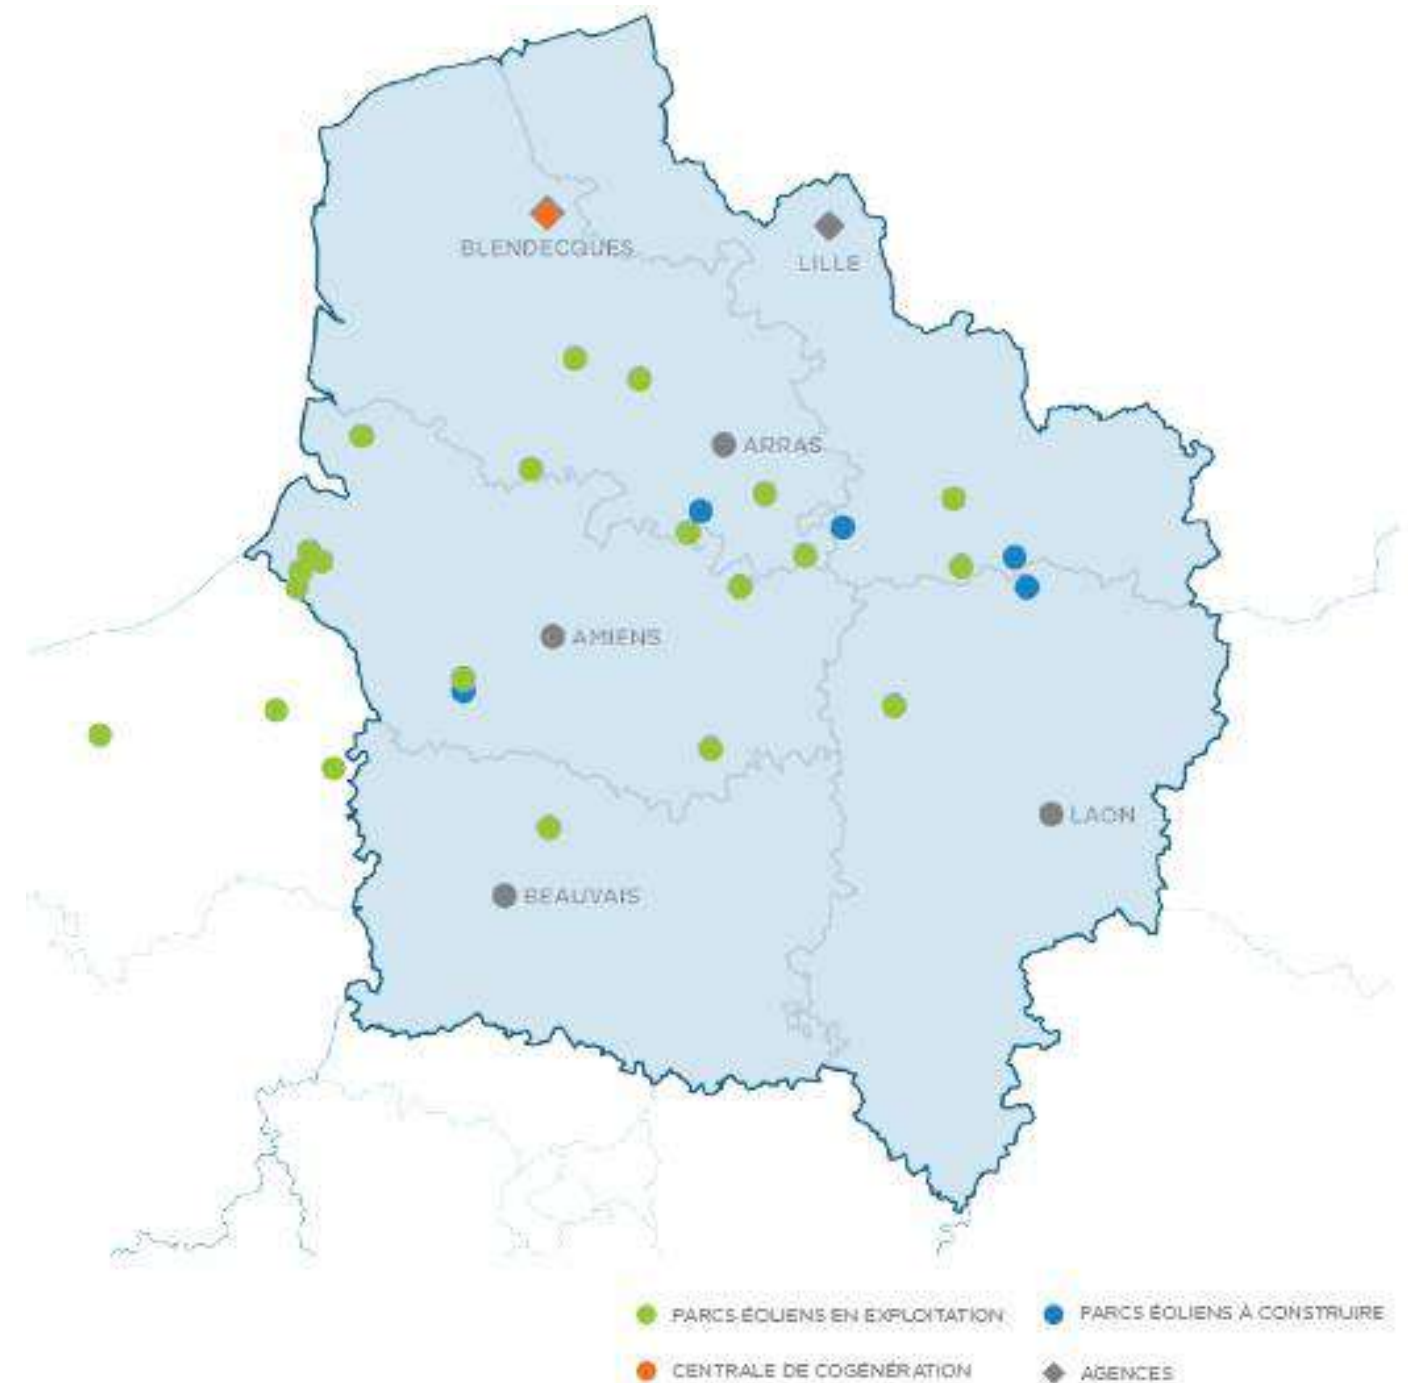 BLENDECQUES
LILLE
ARRAS
AMIENS
LAON
BEAUVAIS
PARCS ÉOLIENS EN EXPLOITATION
PARCS ÉOLIENS À CONSTRUIRE
CENTRALE DE COGÉNÉRATION
AGENCES